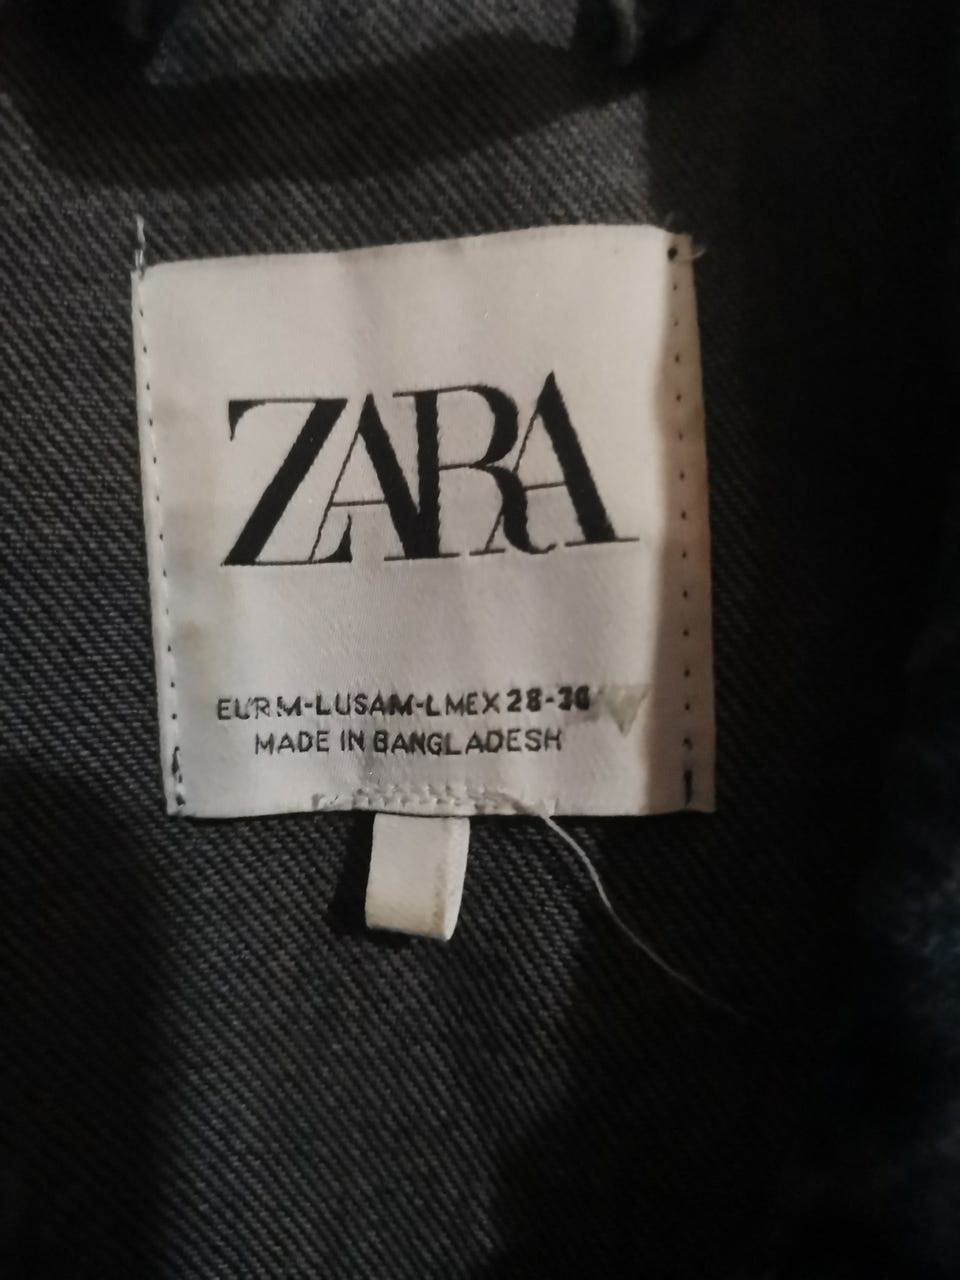 ZARA
EUR M-L USA M-L MEX 28-30
MADE IN BANGLADESH